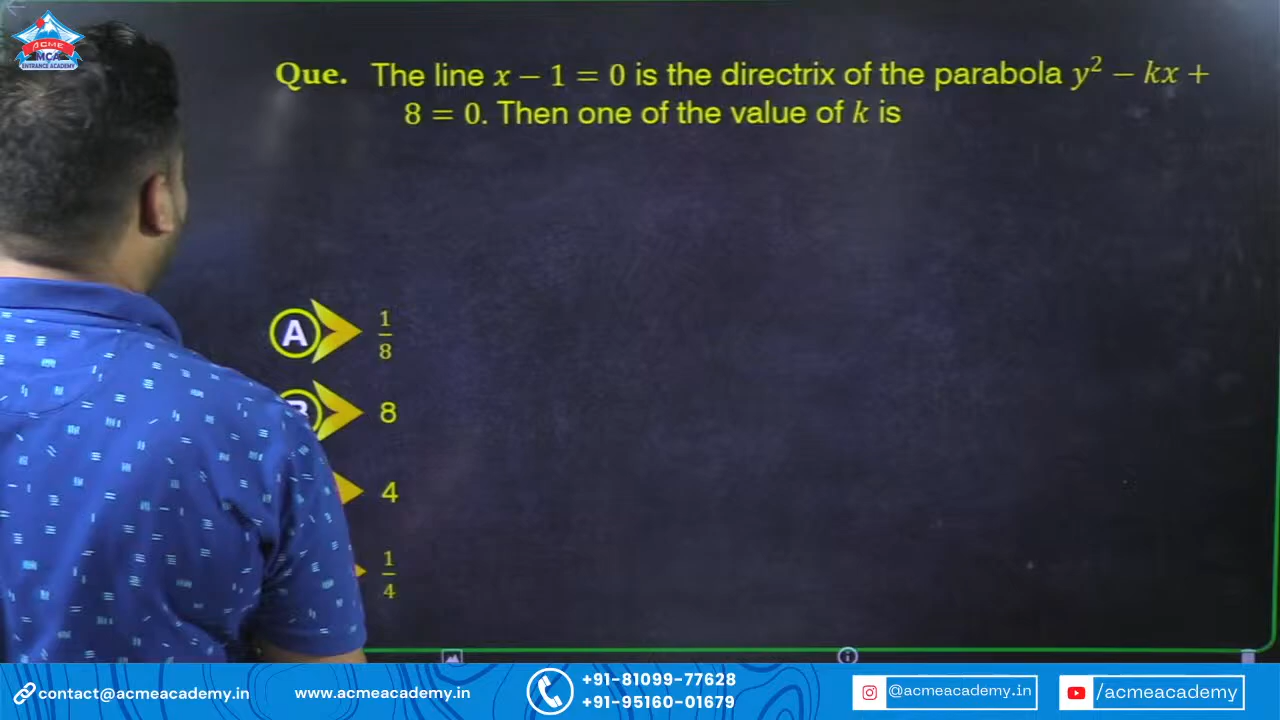 ACME
MCA
ENTRANCE ACADEMY
Que. The line x − 1 = 0 is the directrix of the parabola y² − kx +
8 = 0. Then one of the value of k is
A 1/8
B 8
4
1/4
contact@acmeacademy.in
www.acmeacademy.in
+91-81099-77628
+91-95160-01679
@acmeacademy.in
/acmeacademy